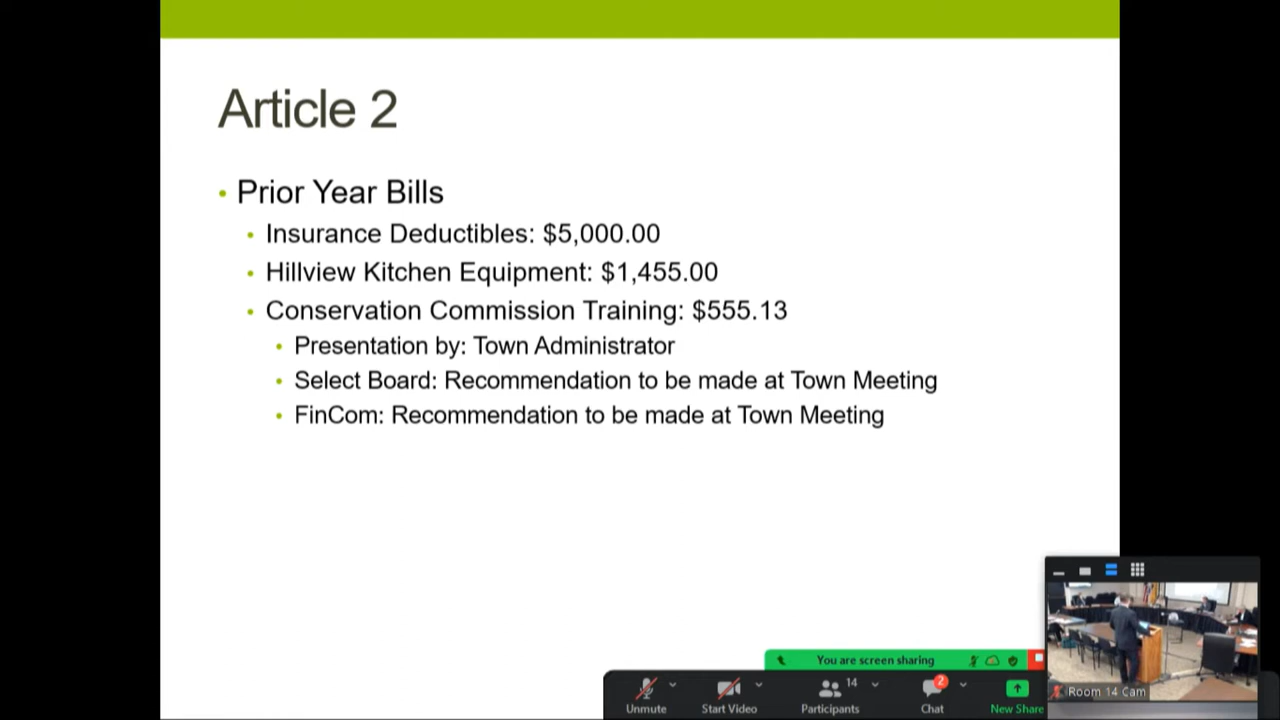 Article 2
• Prior Year Bills
• Insurance Deductibles: $5,000.00
• Hillview Kitchen Equipment: $1,455.00
• Conservation Commission Training: $555.13
• Presentation by: Town Administrator
• Select Board: Recommendation to be made at Town Meeting
• FinCom: Recommendation to be made at Town Meeting
You are screen sharing
14
2
Unmute
Start Video
Participants
Chat
New Share
Room 14 Cam